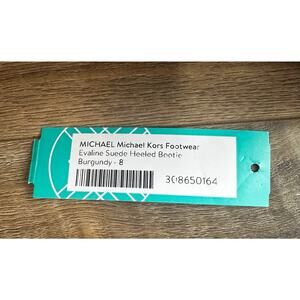 MICHAEL Michael Kors Footwear
Evaline Suede Heeled Bootie
Burgundy - 8
308650164